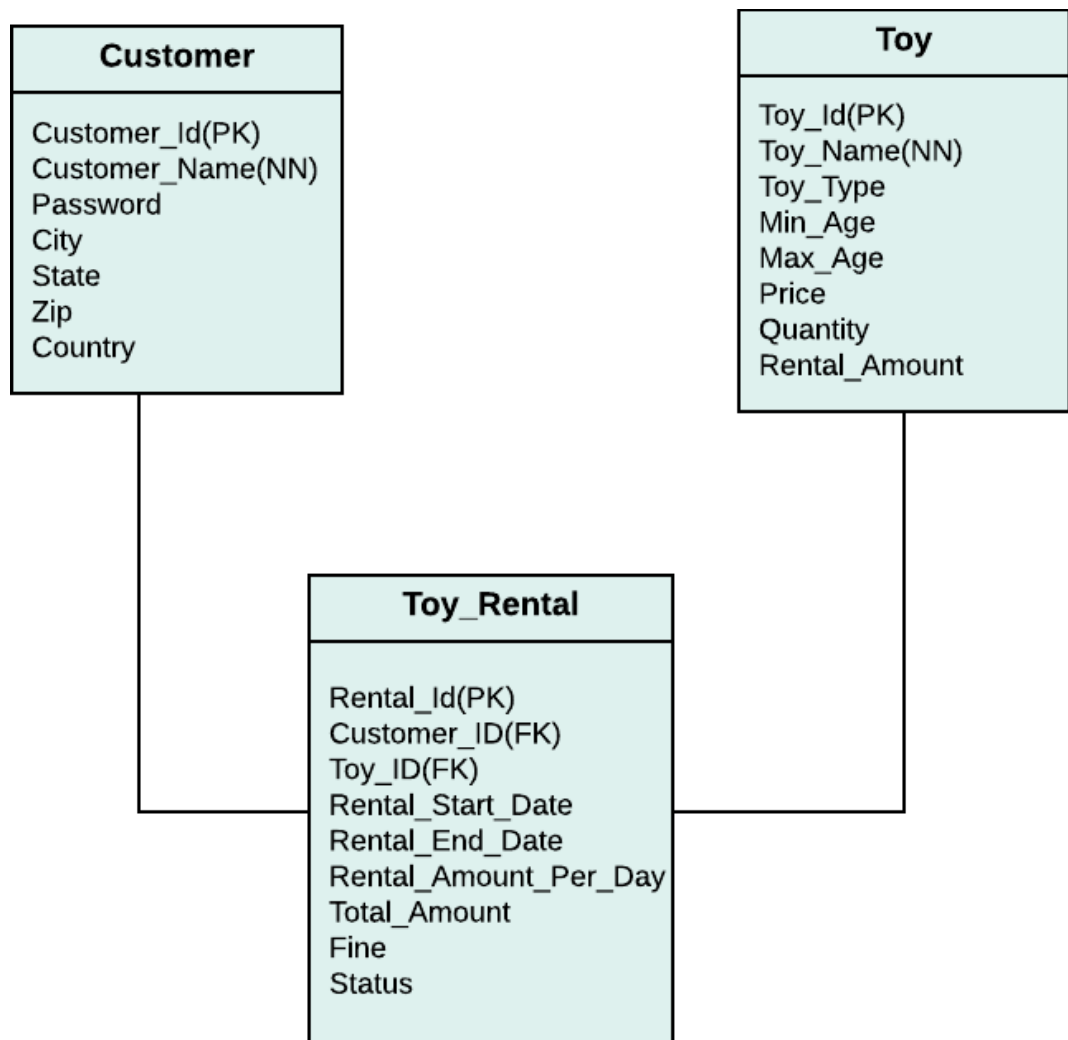 Customer
Customer_Id(PK)
Customer_Name(NN)
Password
City
State
Zip
Country
Toy
Toy_Id(PK)
Toy_Name(NN)
Toy_Type
Min_Age
Max_Age
Price
Quantity
Rental_Amount
Toy_Rental
Rental_Id(PK)
Customer_ID(FK)
Toy_ID(FK)
Rental_Start_Date
Rental_End_Date
Rental_Amount_Per_Day
Total_Amount
Fine
Status